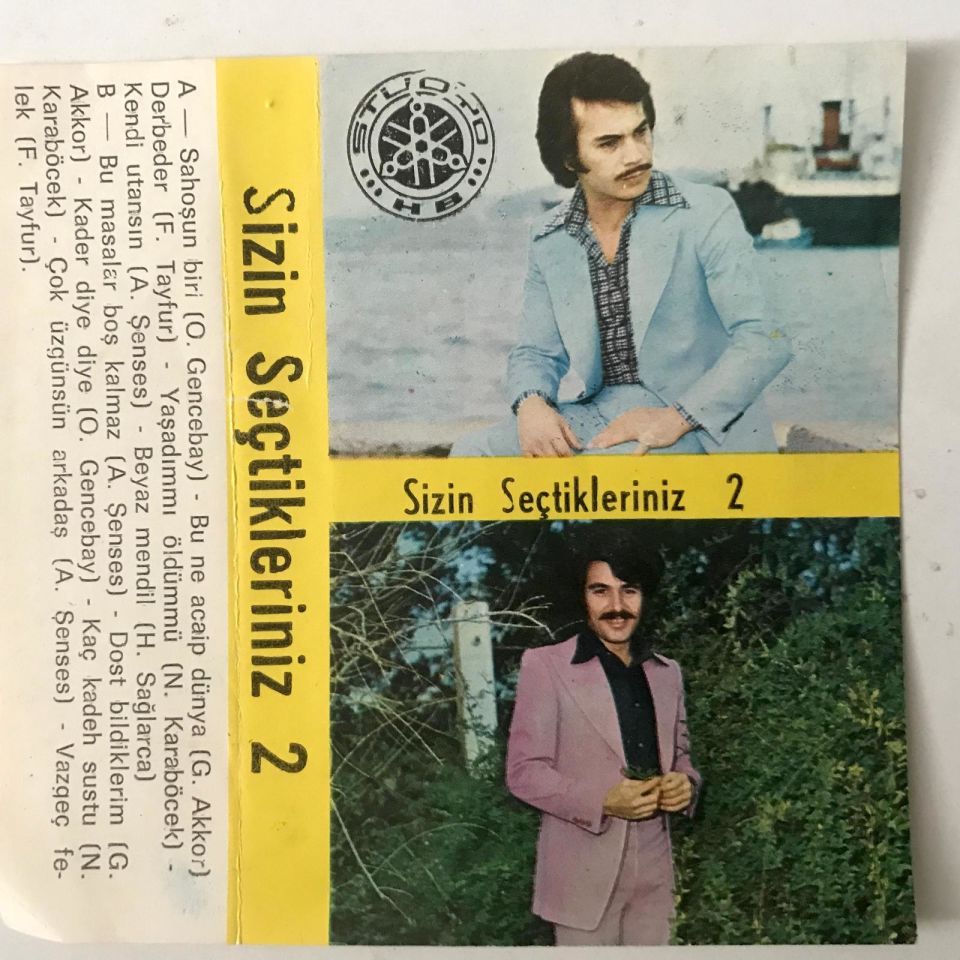 A — Sahoşun biri (O. Gencebay) - Bu ne acaip dünya (G. Akkor)
Derbeder (F. Tayfur) - Yaşadımmı öldümmü (N. Karaböcek) -
Kendi utansın (A. Şenses) - Beyaz mendil (H. Sağlarca)
B — Bu masalar boş kalmaz (A. Şenses) - Dost bildiklerim (G.
Akkor) - Kader diye diye (O. Gencebay) - Kaç kadeh sustu (N.
Karaböcek) - Çok üzgünsün arkadaş (A. Şenses) - Vazgeç fe-
lek (F. Tayfur).
Sizin Seçtikleriniz 2
STÜDYO
HB
Sizin Seçtikleriniz 2